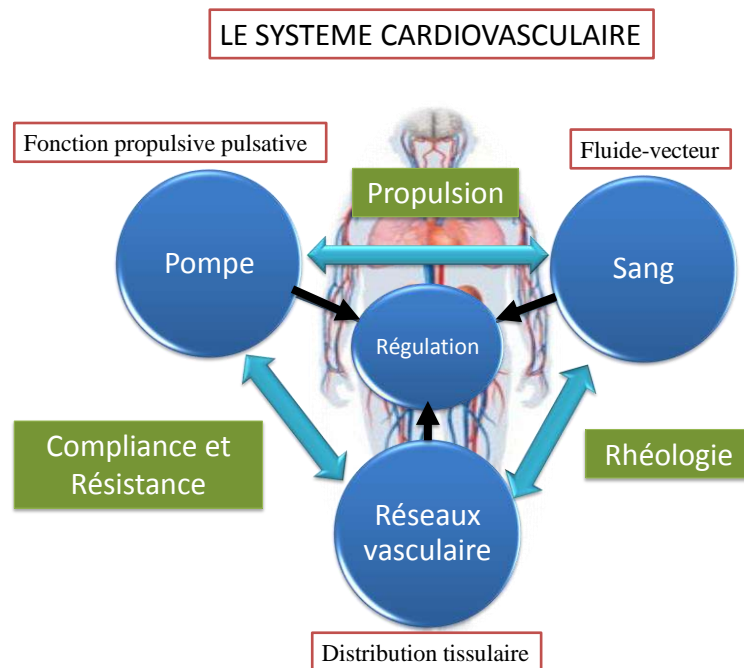 LE SYSTEME CARDIOVASCULAIRE
Fonction propulsive pulsative
Fluide-vecteur
Propulsion
Pompe
Sang
Régulation
Compliance et
Résistance
Rhéologie
Réseaux
vasculaire
Distribution tissulaire